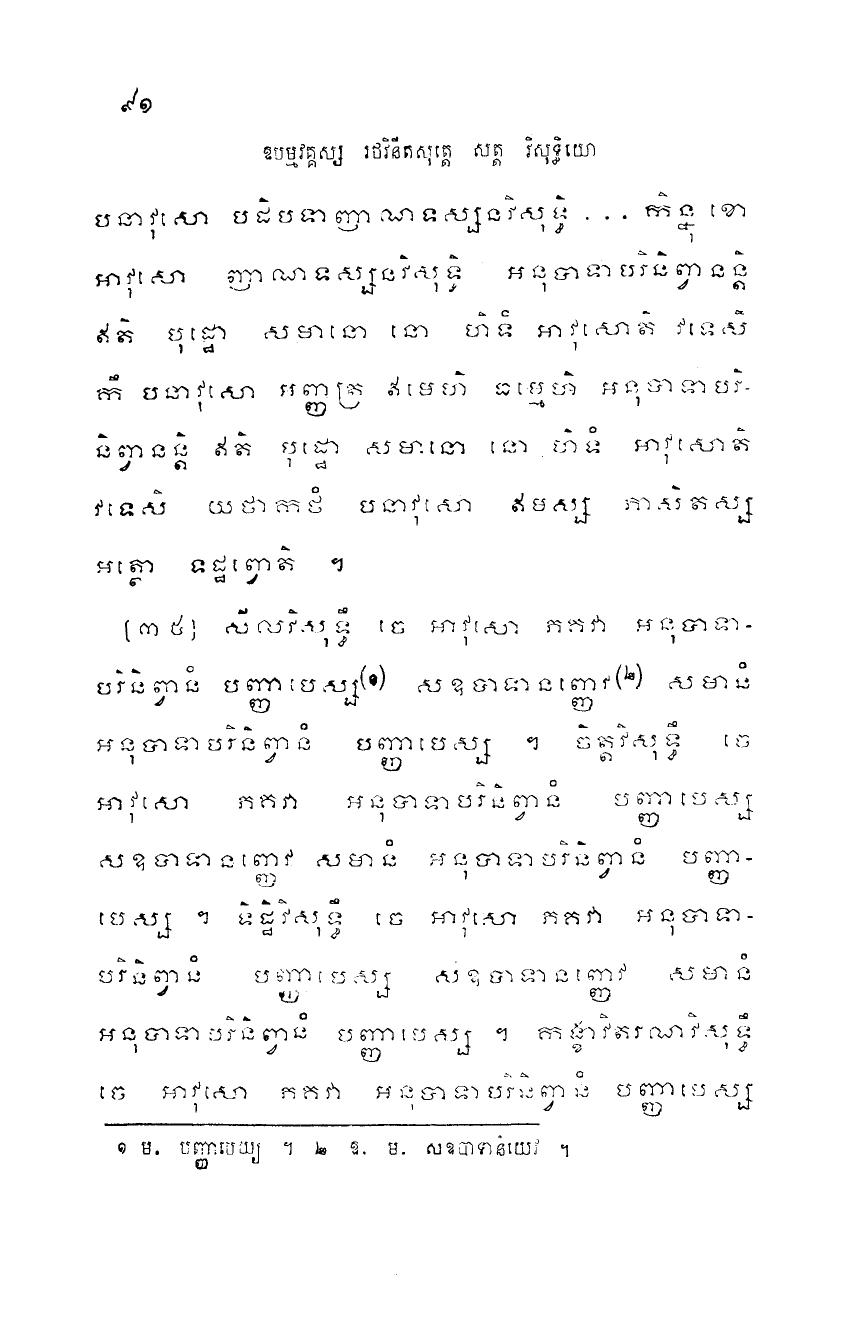 ៩១
ឱបម្មវគ្គស្ស រថវិនីតសុត្តេ សត្ត វិសុទ្ធិយោ
បនាវុសោ បដិបទាញាណទស្សនវិសុទ្ធិ ... កិន្នុ ខោ
អាវុសោ ញាណទស្សនវិសុទ្ធិ អនុបាទាបរិនិព្វានន្តិ
ឥតិ បុដ្ឋោ សមានោ នោ ហិទំ អាវុសោតិ វទេសិ
កឹ បនាវុសោ អញ្ញត្រ ឥមេហិ ធម្មេហិ អនុបាទាបរិ-
និព្វានន្តិ ឥតិ បុដ្ឋោ សមានោ នោ ហិទំ អាវុសោតិ
វទេសិ យថាកថំ បនាវុសោ ឥមស្ស ភាសិតស្ស
អត្ថោ ទដ្ឋព្វោតិ ។
[៣៥] សីលវិសុទ្ធឹ ចេ អាវុសោ ភគវា អនុបាទា-
បរិនិព្វានំ បញ្ញាបេស្ស(១) សឧបាទានញ្ញេវ(២) សមានំ
អនុបាទាបរិនិព្វានំ បញ្ញាបេស្ស ។ ចិត្តវិសុទ្ធឹ ចេ
អាវុសោ ភគវា អនុបាទាបរិនិព្វានំ បញ្ញាបេស្ស
សឧបាទានញ្ញេវ សមានំ អនុបាទាបរិនិព្វានំ បញ្ញា-
បេស្ស ។ ទិដ្ឋិវិសុទ្ធឹ ចេ អាវុសោ ភគវា អនុបាទា-
បរិនិព្វានំ បញ្ញាបេស្ស សឧបាទានញ្ញេវ សមានំ
អនុបាទាបរិនិព្វានំ បញ្ញាបេស្ស ។ កង្ខាវិតរណវិសុទ្ធឹ
ចេ អាវុសោ ភគវា អនុបាទាបរិនិព្វានំ បញ្ញាបេស្ស
១ ម. បញ្ញាបេយ្យ ។ ២ ឱ. ម. សឧបាទានំយេវ ។